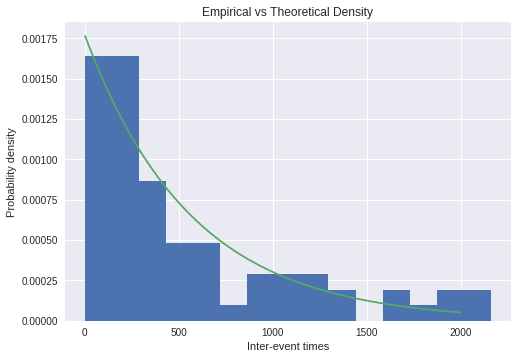 Empirical vs Theoretical Density
0.00175
0.00150
0.00125
0.00100
0.00075
0.00050
0.00025
0.00000
Probability density
0 500 1000 1500 2000
Inter-event times